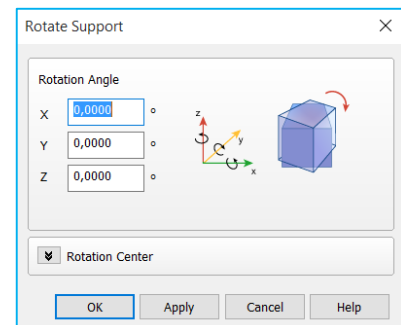 Rotate Support
Rotation Angle
X 0,0000 °
Y 0,0000 °
Z 0,0000 °
z
y
x
Rotation Center
OK Apply Cancel Help